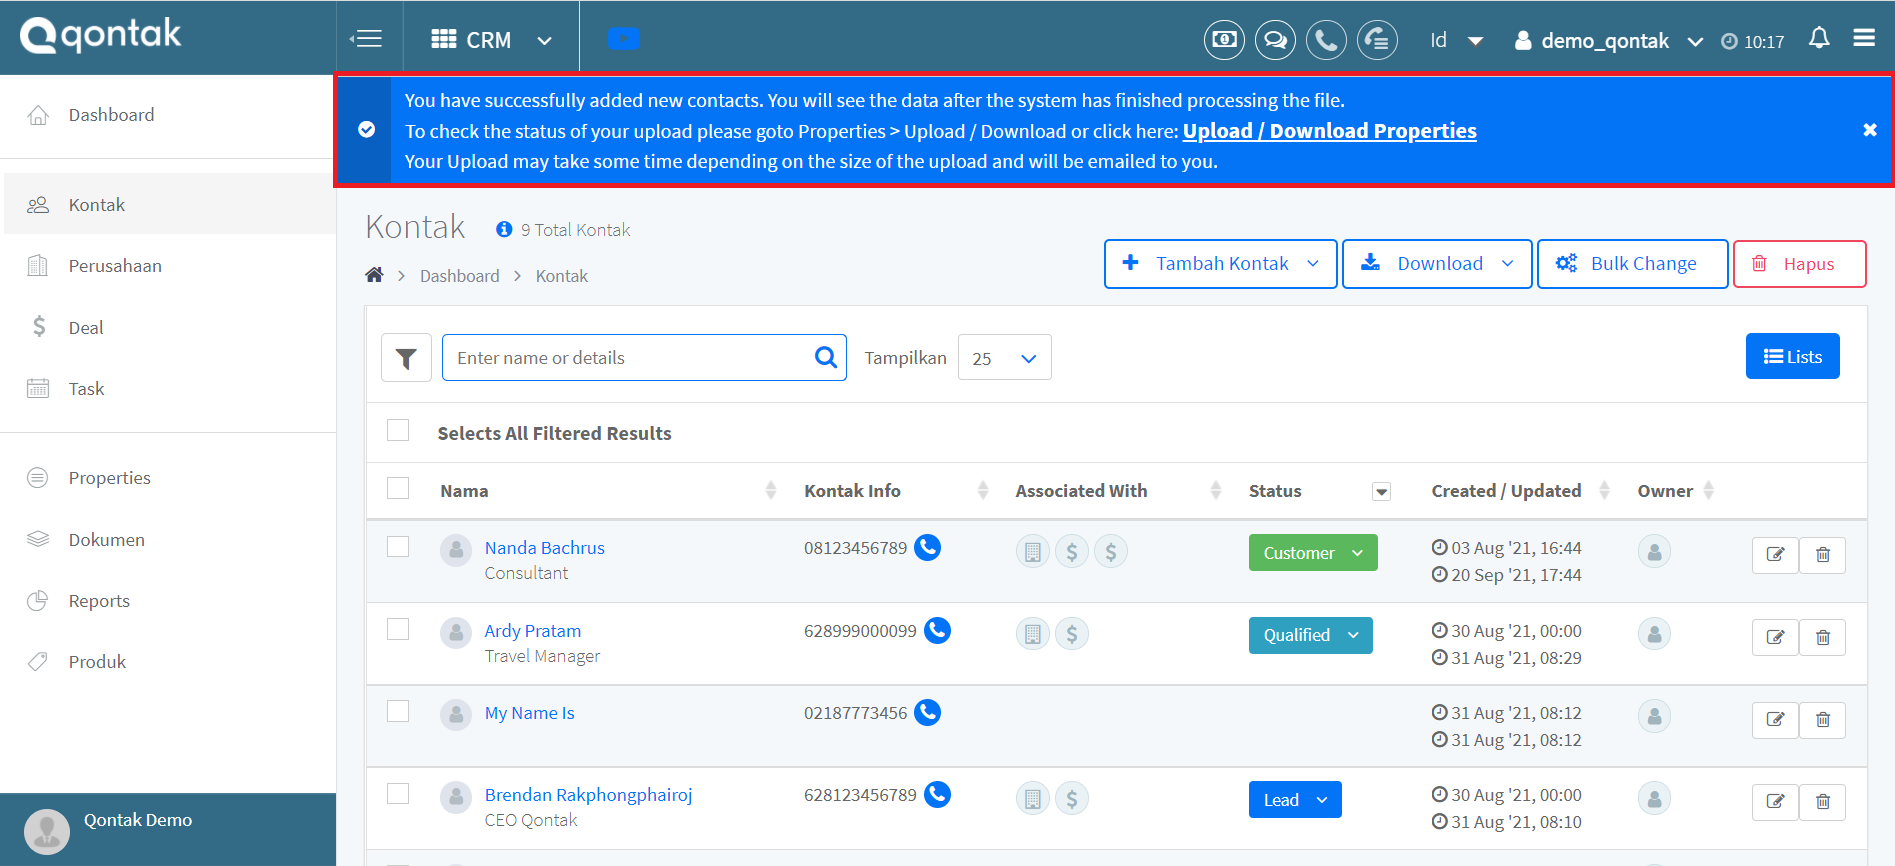 qontak
CRM
Id
demo_qontak
10:17
You have successfully added new contacts. You will see the data after the system has finished processing the file.
To check the status of your upload please goto Properties > Upload / Download or click here: Upload / Download Properties
Your Upload may take some time depending on the size of the upload and will be emailed to you.
Dashboard
Kontak
Perusahaan
Deal
Task
Properties
Dokumen
Reports
Produk
Qontak Demo
Kontak
9 Total Kontak
Dashboard > Kontak
Tambah Kontak
Download
Bulk Change
Hapus
Enter name or details
Tampilkan
25
Lists
Selects All Filtered Results
Nama Kontak Info Associated With Status Created / Updated Owner
Nanda Bachrus 08123456789 Customer 03 Aug '21, 16:44
Consultant 20 Sep '21, 17:44
Ardy Pratam 628999000099 Qualified 30 Aug '21, 00:00
Travel Manager 31 Aug '21, 08:29
My Name Is 02187773456 31 Aug '21, 08:12
31 Aug '21, 08:12
Brendan Rakphongphairoj 628123456789 Lead 30 Aug '21, 00:00
CEO Qontak 31 Aug '21, 08:10